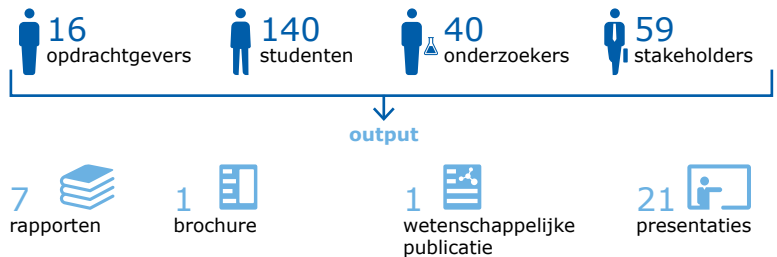 16
opdrachtgevers
140
studenten
40
onderzoekers
59
stakeholders
output
7
rapporten
1
brochure
1
wetenschappelijke
publicatie
21
presentaties